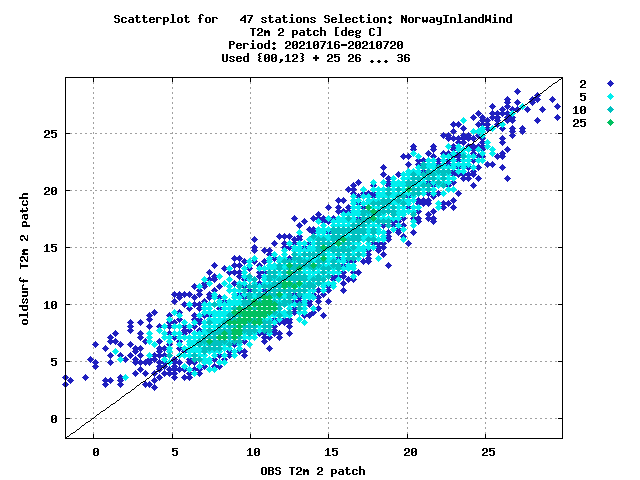 Scatterplot for 47 stations Selection: NorwayInlandWind
T2m 2 patch [deg C]
Period: 20210716-20210720
Used {00,12} + 25 26 ... 36
2
5
10
25
oldsurf T2m 2 patch
25
20
15
10
5
0
0 5 10 15 20 25
OBS T2m 2 patch